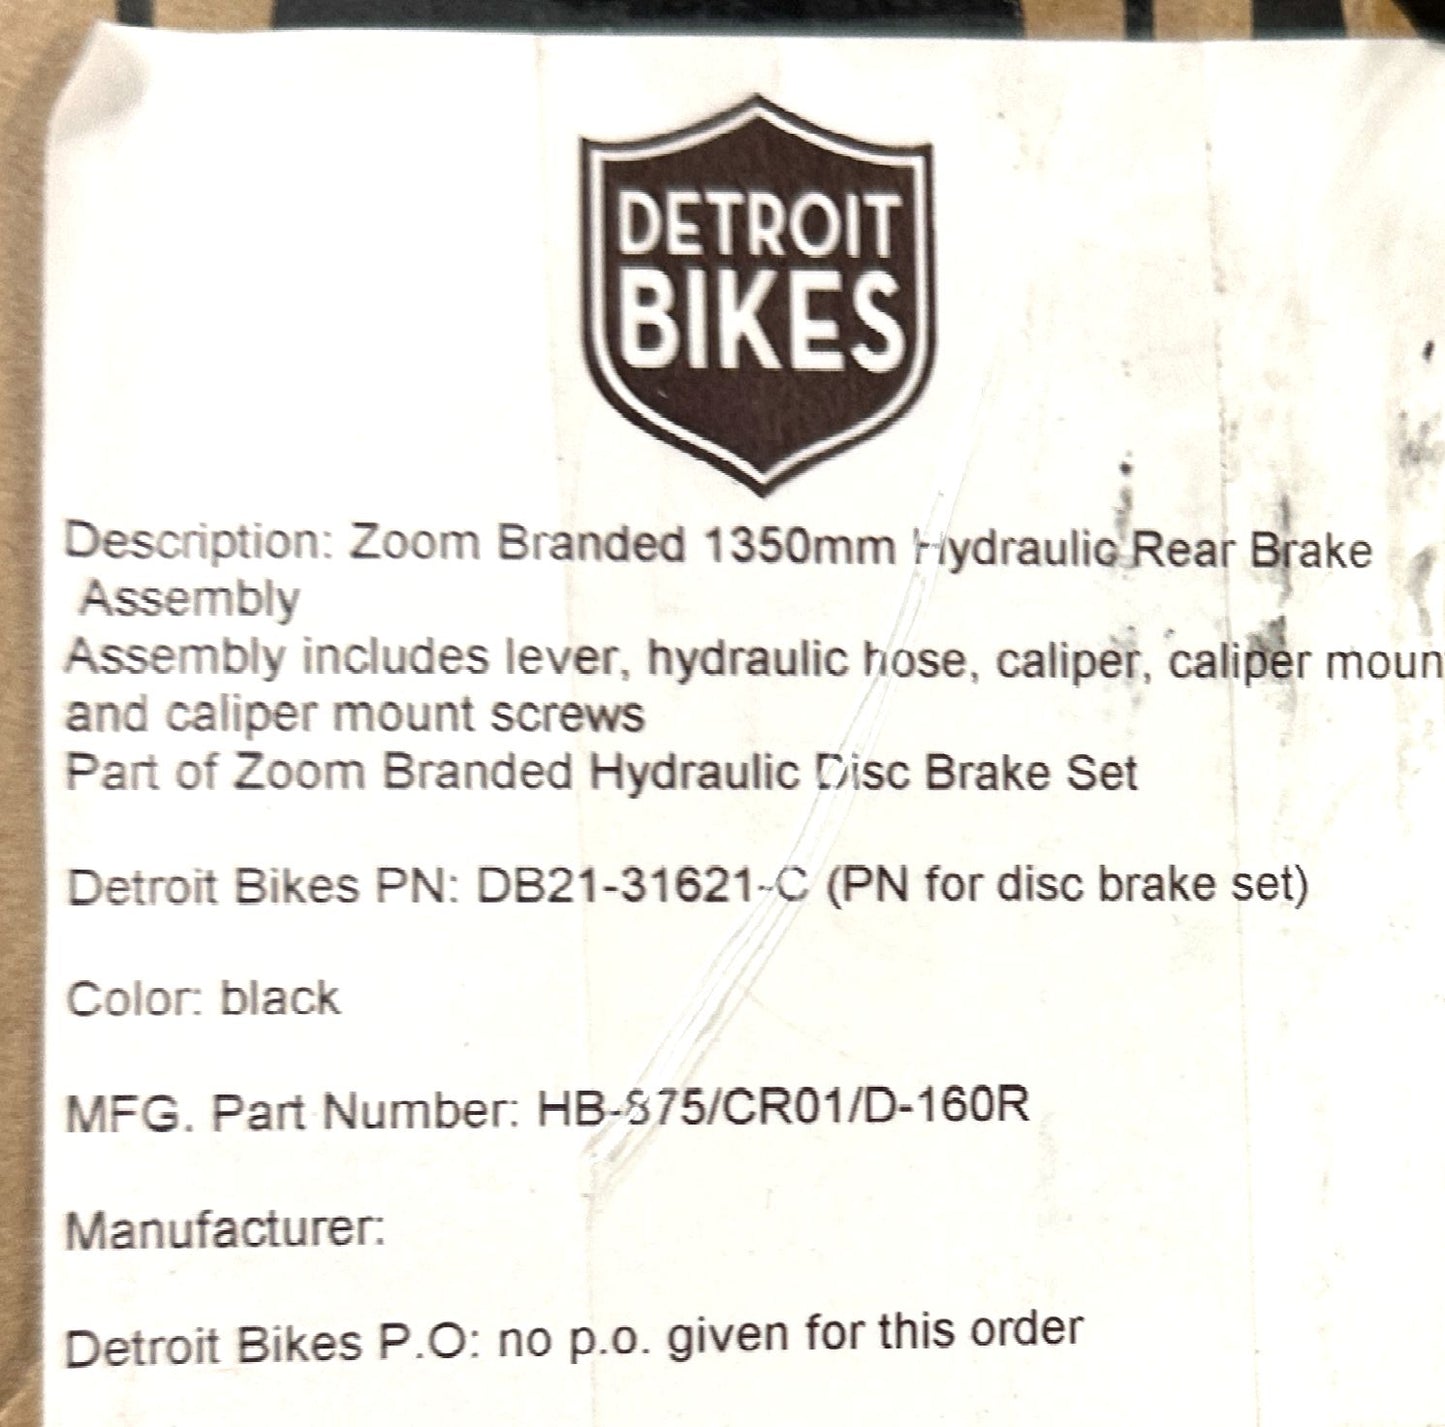 DETROIT
BIKES
Description: Zoom Branded 1350mm Hydraulic Rear Brake
Assembly
Assembly includes lever, hydraulic hose, caliper, caliper moun
and caliper mount screws
Part of Zoom Branded Hydraulic Disc Brake Set
Detroit Bikes PN: DB21-31621-C (PN for disc brake set)
Color: black
MFG. Part Number: HB-875/CR01/D-160R
Manufacturer:
Detroit Bikes P.O: no p.o. given for this order